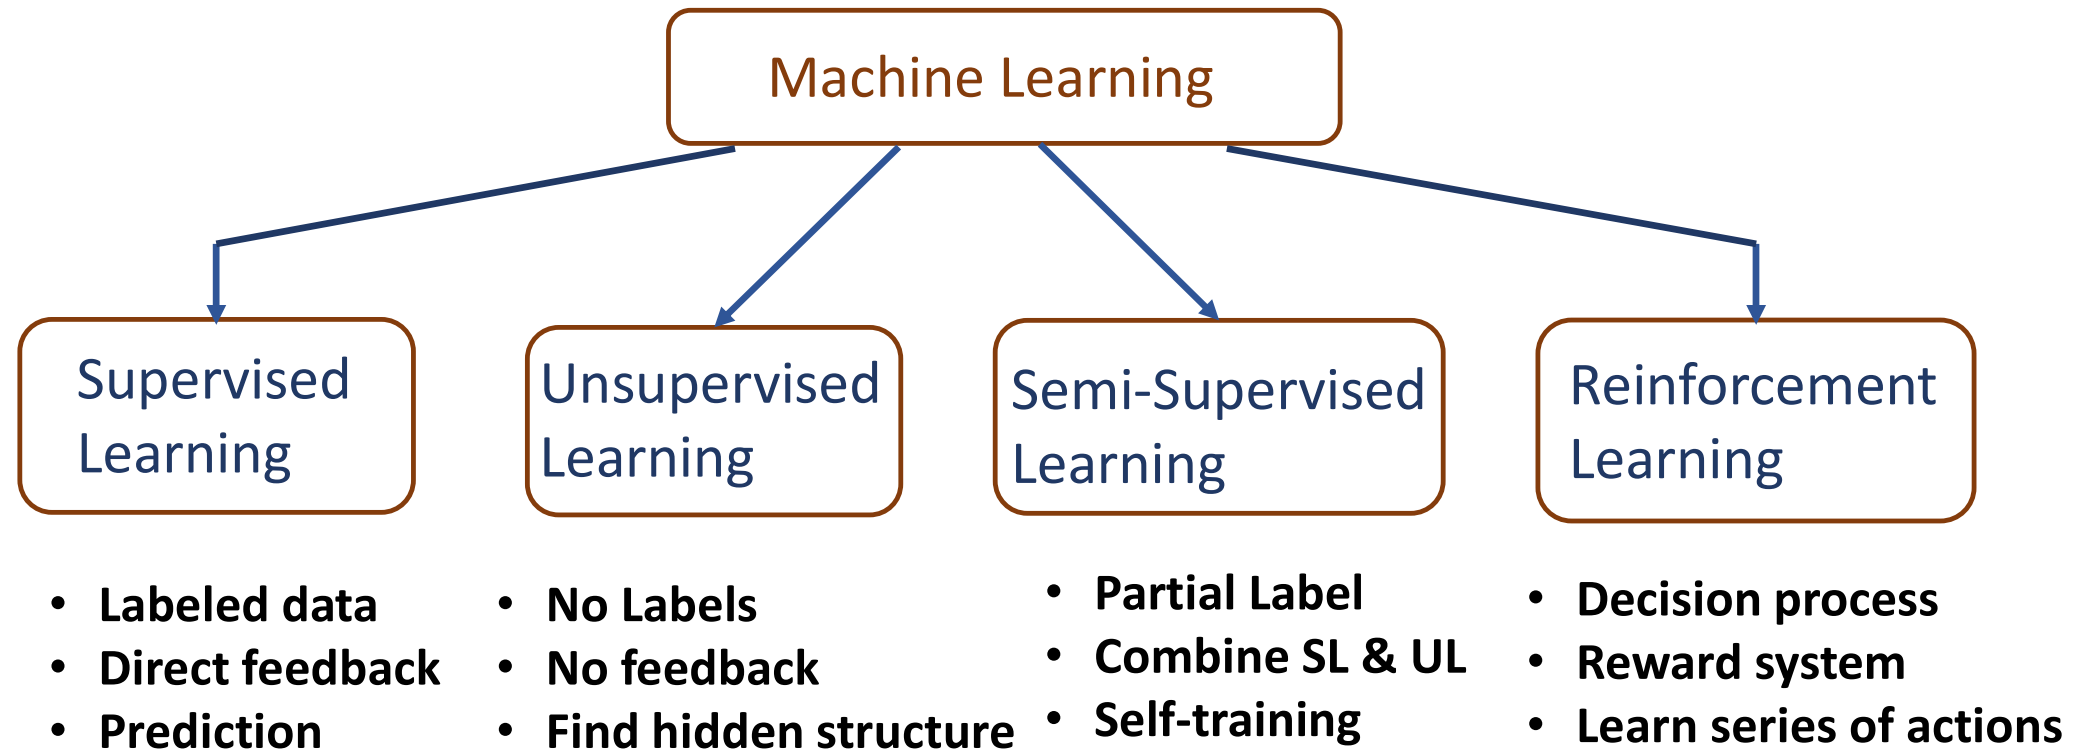 Machine Learning
Supervised
Learning
Unsupervised
Learning
Semi-Supervised
Learning
Reinforcement
Learning
• Labeled data
• Direct feedback
• Prediction
• No Labels
• No feedback
• Find hidden structure
• Partial Label
• Combine SL & UL
• Self-training
• Decision process
• Reward system
• Learn series of actions